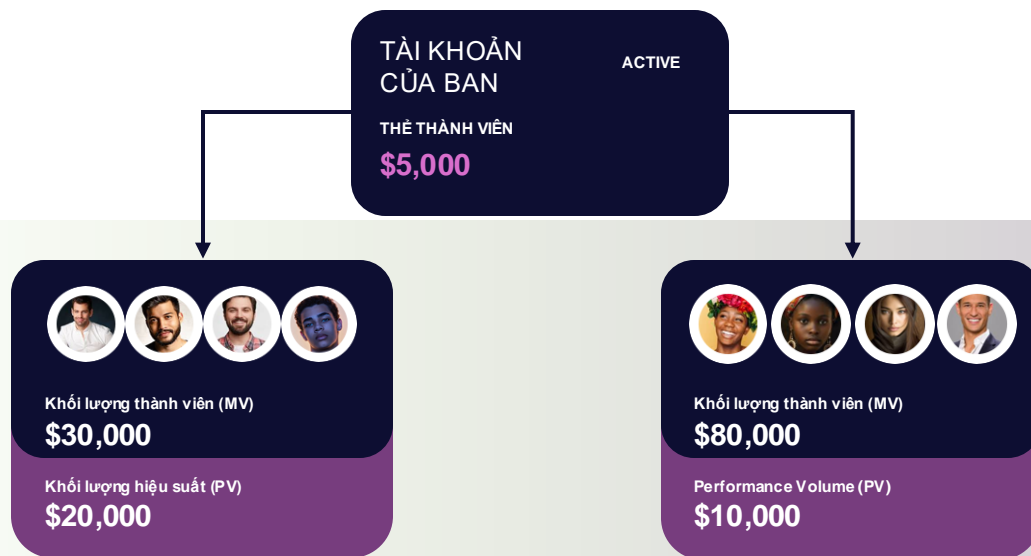 TÀI KHOẢN
CỦA BAN
ACTIVE
THẺ THÀNH VIÊN
$5,000
Khối lượng thành viên (MV)
$30,000
Khối lượng hiệu suất (PV)
$20,000
Khối lượng thành viên (MV)
$80,000
Performance Volume (PV)
$10,000